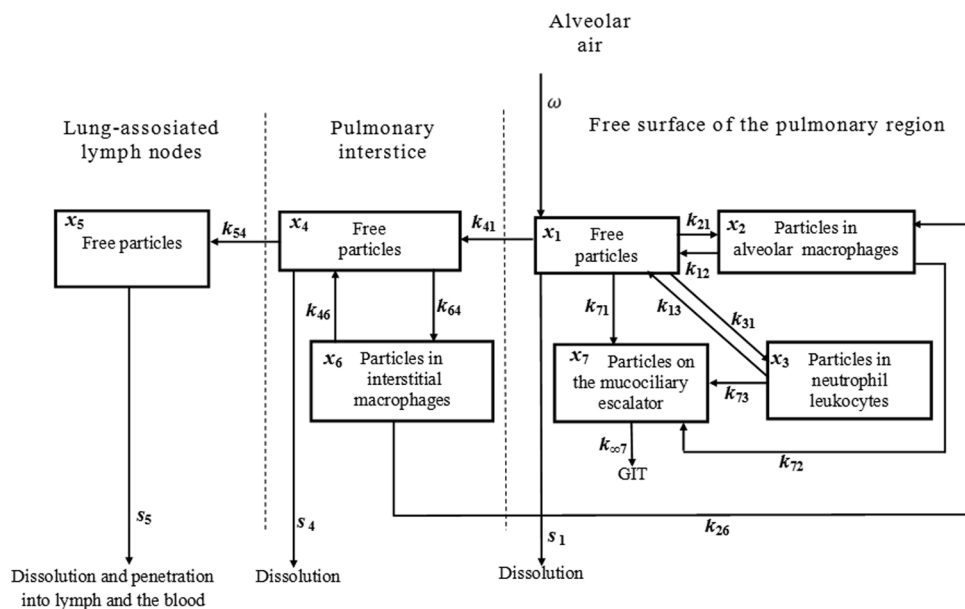 Alveolar
air
ω
Lung-assosiated
lymph nodes
Pulmonary
interstice
Free surface of the pulmonary region
x5
Free particles
k54
x4
Free
particles
k41
x1
Free
particles
k21
k12
x2
Particles in
alveolar macrophages
k46
k64
k71
k13
k31
x6
Particles in
interstitial
macrophages
x7
Particles on
the mucociliary
escalator
k73
x3
Particles in
neutrophil
leukocytes
k∞7
GIT
k72
k26
s5
s4
s1
Dissolution and penetration
into lymph and the blood
Dissolution
Dissolution